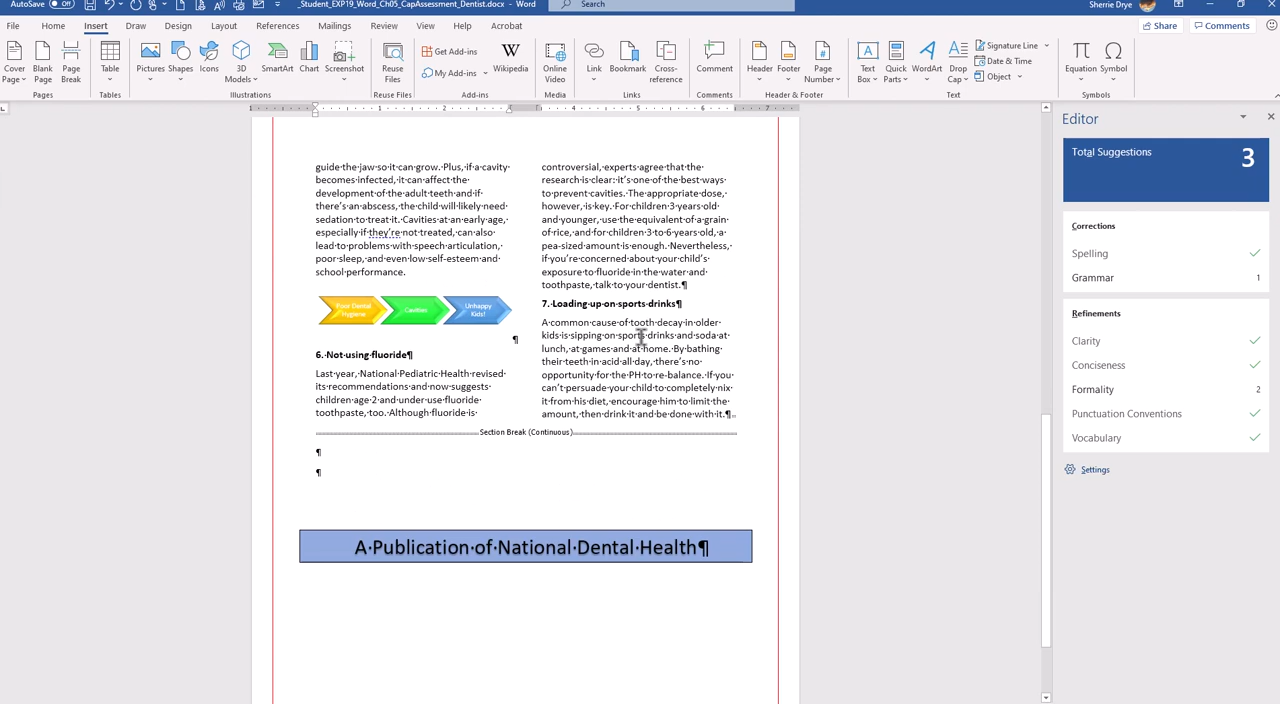 AutoSave Off _Student_EXP19_Word_Ch05_CapAssessment_Dentist.docx - Word Search Sherrie Drye
File Home Insert Draw Design Layout References Mailings Review View Help Acrobat Share Comments
Cover Page Blank Page Page Break Table Pictures Shapes Icons 3D Models SmartArt Chart Screenshot Reuse Files Get Add-ins My Add-ins Wikipedia Online Video Link Bookmark Cross-reference Comment Header Footer Page Number Text Box Quick Parts WordArt Drop Cap Signature Line Date & Time Object Equation Symbol
Pages Tables Illustrations Reuse Files Add-ins Media Links Comments Header & Footer Text Symbols
1 1 2 3 4 5 6 7
guide·the·jaw·so·it·can·grow.·Plus,·if·a·cavity·
becomes·infected,·it·can·affect·the·
development·of·the·adult·teeth·and·if·
there's·an·abscess,·the·child·will·likely·need·
sedation·to·treat·it.·Cavities·at·an·early·age,·
especially·if·they're·not·treated,·can·also·
lead·to·problems·with·speech·articulation,·
poor·sleep,·and·even·low·self-esteem·and·
school·performance.
Poor Dental Hygiene
Cavities
Unhappy Kids!
¶
6.·Not·using·fluoride¶
Last·year,·National·Pediatric·Health·revised·
its·recommendations·and·now·suggests·
children·age·2·and·under·use·fluoride·
toothpaste,·too.·Although·fluoride·is·
controversial,·experts·agree·that·the·
research·is·clear:·it's·one·of·the·best·ways·
to·prevent·cavities.·The·appropriate·dose,·
however,·is·key.·For·children·3·years·old·
and·younger,·use·the·equivalent·of·a·grain·
of·rice,·and·for·children·3·to·6·years·old,·a·
pea-sized·amount·is·enough.·Nevertheless,·
if·you're·concerned·about·your·child's·
exposure·to·fluoride·in·the·water·and·
toothpaste,·talk·to·your·dentist.¶
7.·Loading·up·on·sports·drinks¶
A·common·cause·of·tooth·decay·in·older·
kids·is·sipping·on·sports·drinks·and·soda·at·
lunch,·at·games·and·at·home.·By·bathing·
their·teeth·in·acid·all·day,·there's·no·
opportunity·for·the·PH·to·re-balance.·If·you·
can't·persuade·your·child·to·completely·nix·
it·from·his·diet,·encourage·him·to·limit·the·
amount,·then·drink·it·and·be·done·with·it.¶
Section Break (Continuous)
¶
¶
A·Publication·of·National·Dental·Health¶
Editor
Total Suggestions 3
Corrections
Spelling
Grammar 1
Refinements
Clarity
Conciseness
Formality 2
Punctuation Conventions
Vocabulary
Settings